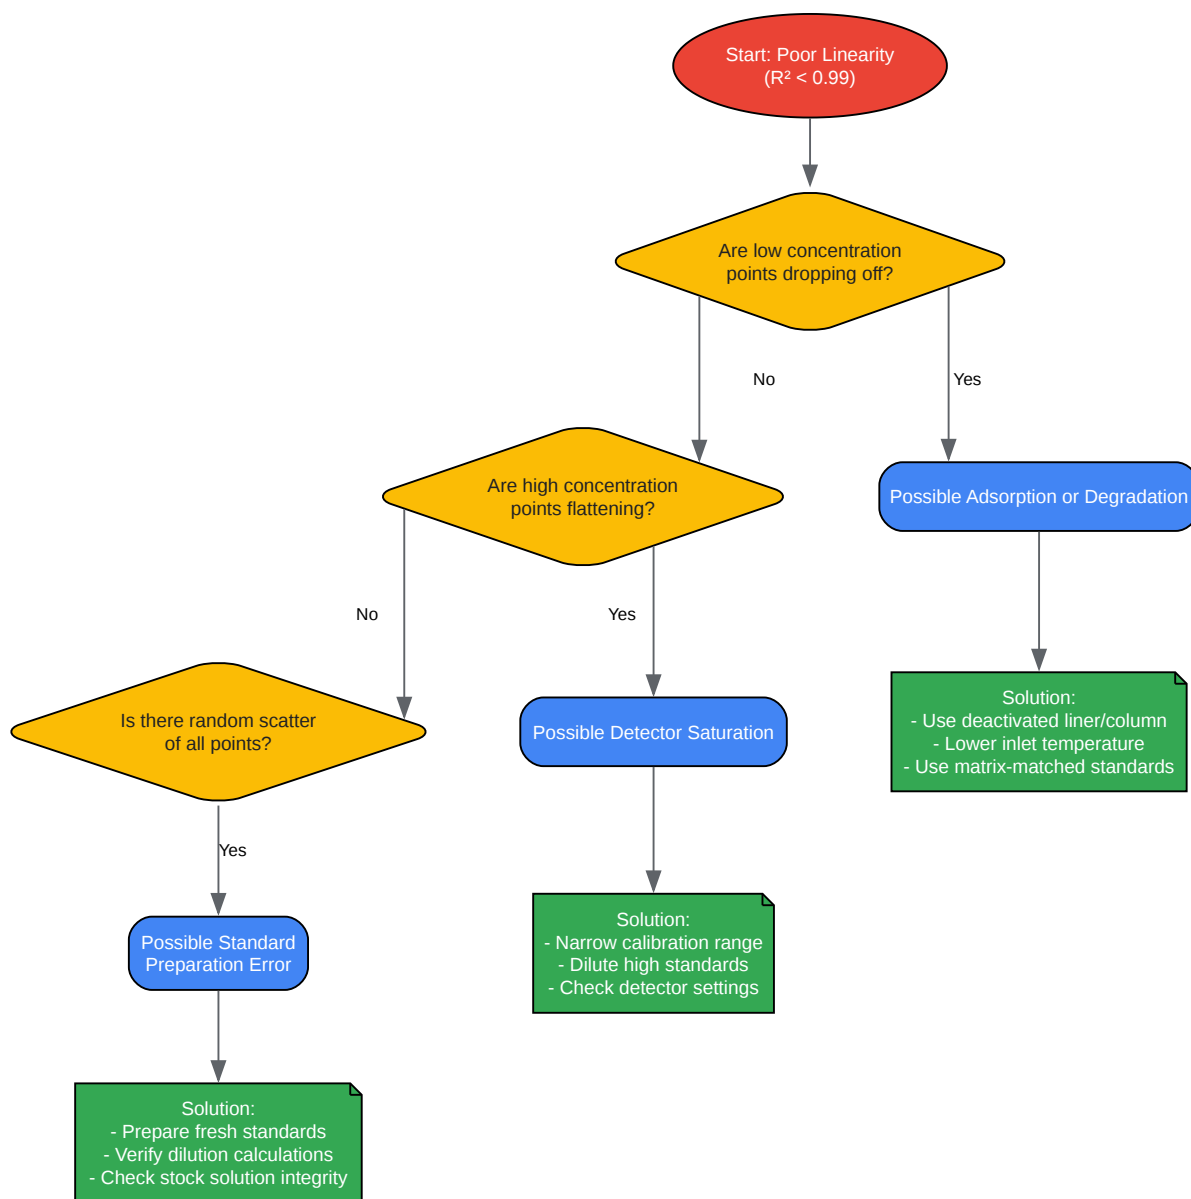 Start: Poor Linearity
(R² < 0.99)
Are low concentration
points dropping off?
No
Yes
Are high concentration
points flattening?
Possible Adsorption or Degradation
No
Yes
Is there random scatter
of all points?
Possible Detector Saturation
Solution:
- Use deactivated liner/column
- Lower inlet temperature
- Use matrix-matched standards
Yes
Possible Standard
Preparation Error
Solution:
- Narrow calibration range
- Dilute high standards
- Check detector settings
Solution:
- Prepare fresh standards
- Verify dilution calculations
- Check stock solution integrity